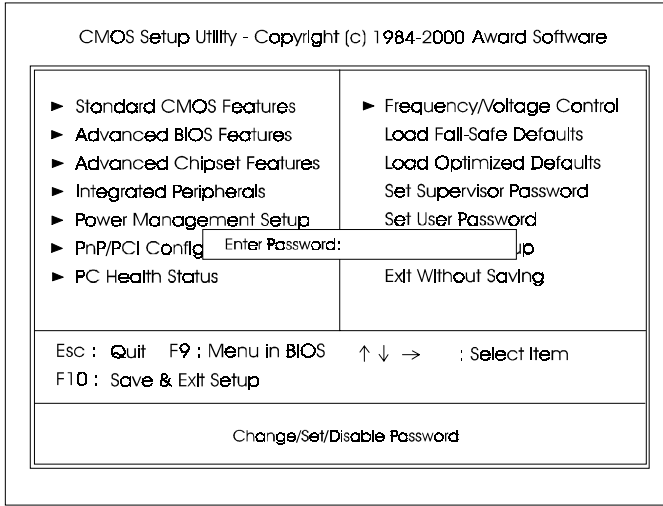 CMOS Setup Utility - Copyright (c) 1984-2000 Award Software
► Standard CMOS Features
► Advanced BIOS Features
► Advanced Chipset Features
► Integrated Peripherals
► Power Management Setup
► PnP/PCI Config
► PC Health Status
► Frequency/Voltage Control
Load Fail-Safe Defaults
Load Optimized Defaults
Set Supervisor Password
Set User Password
up
Exit Without Saving
Enter Password:
Esc : Quit F9 : Menu in BIOS ↑ ↓ → : Select Item
F10 : Save & Exit Setup
Change/Set/Disable Password